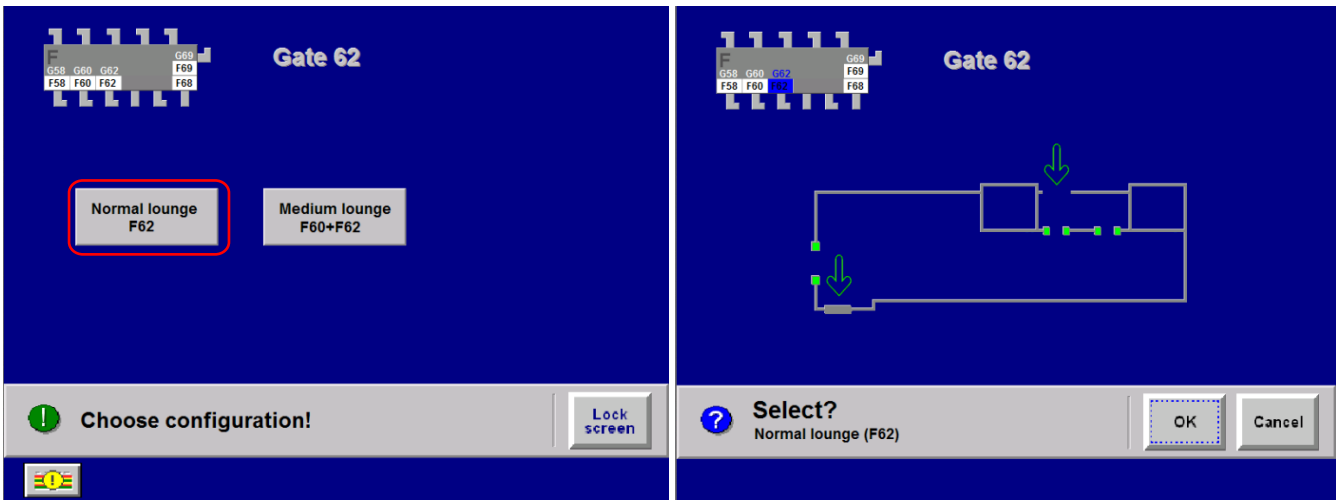 F
G69
G58 G60 G62
F69
F58 F60 F62
F68
Gate 62
Normal lounge
F62
Medium lounge
F60+F62
Choose configuration!
Lock
screen
F
G69
G58 G60 G62
F69
F58 F60 F62
F68
Gate 62
Select?
Normal lounge (F62)
OK
Cancel